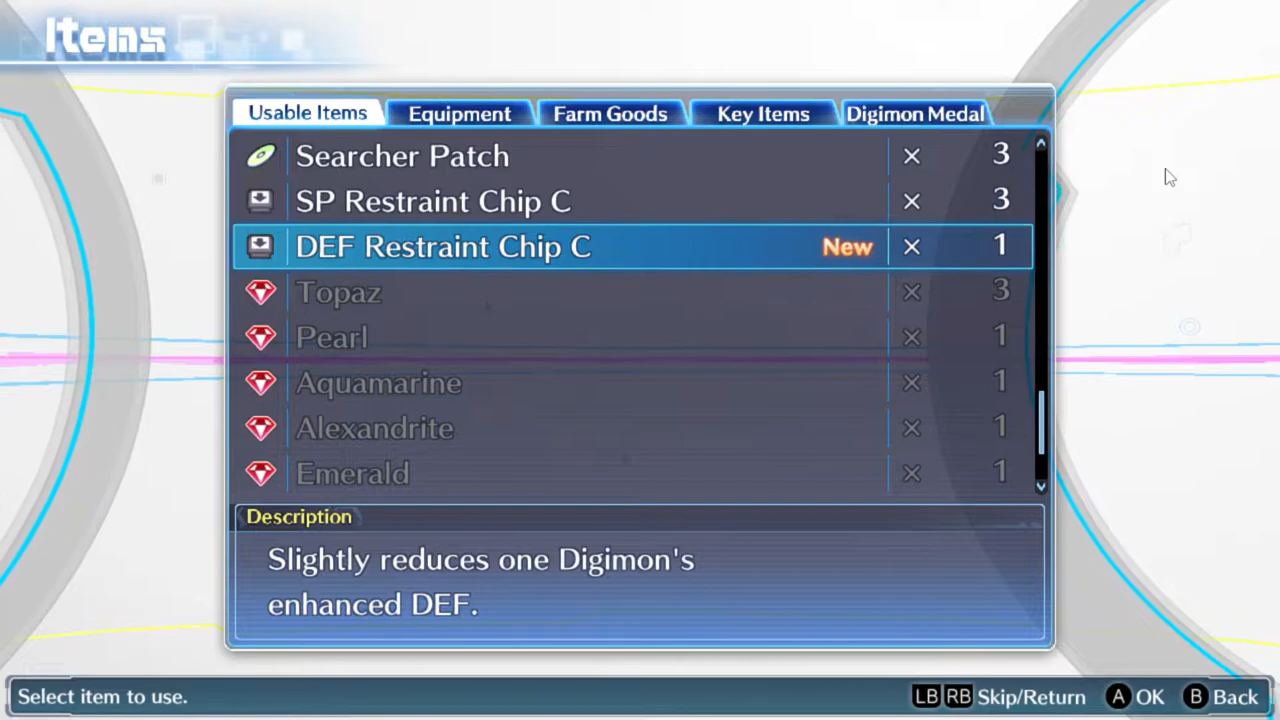 Items
Usable Items Equipment Farm Goods Key Items Digimon Medal
Searcher Patch × 3
SP Restraint Chip C × 3
DEF Restraint Chip C New × 1
Topaz × 3
Pearl × 1
Aquamarine × 1
Alexandrite × 1
Emerald × 1
Description
Slightly reduces one Digimon's
enhanced DEF.
Select item to use. LB RB Skip/Return A OK B Back